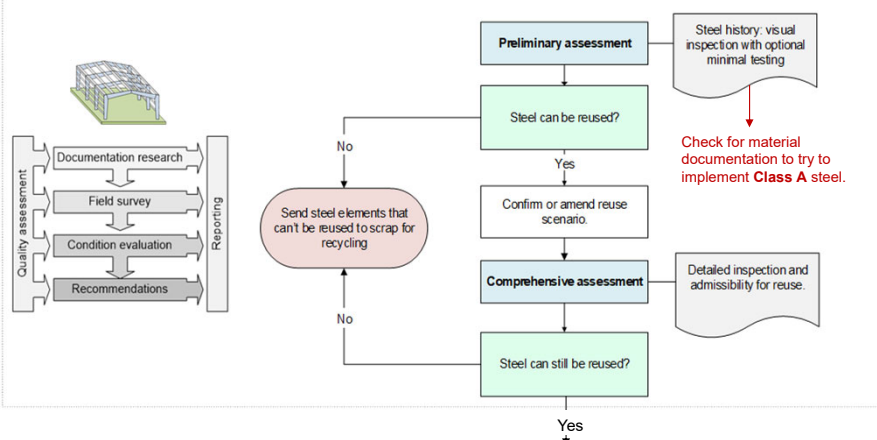 Quality assessment
Documentation research
Field survey
Condition evaluation
Recommendations
Reporting
Preliminary assessment
Steel history: visual
inspection with optional
minimal testing
Check for material
documentation to try to
implement Class A steel.
Steel can be reused?
No
Yes
Send steel elements that
can't be reused to scrap for
recycling
Confirm or amend reuse
scenario.
Comprehensive assessment
Detailed inspection and
admissibility for reuse.
No
Steel can still be reused?
Yes